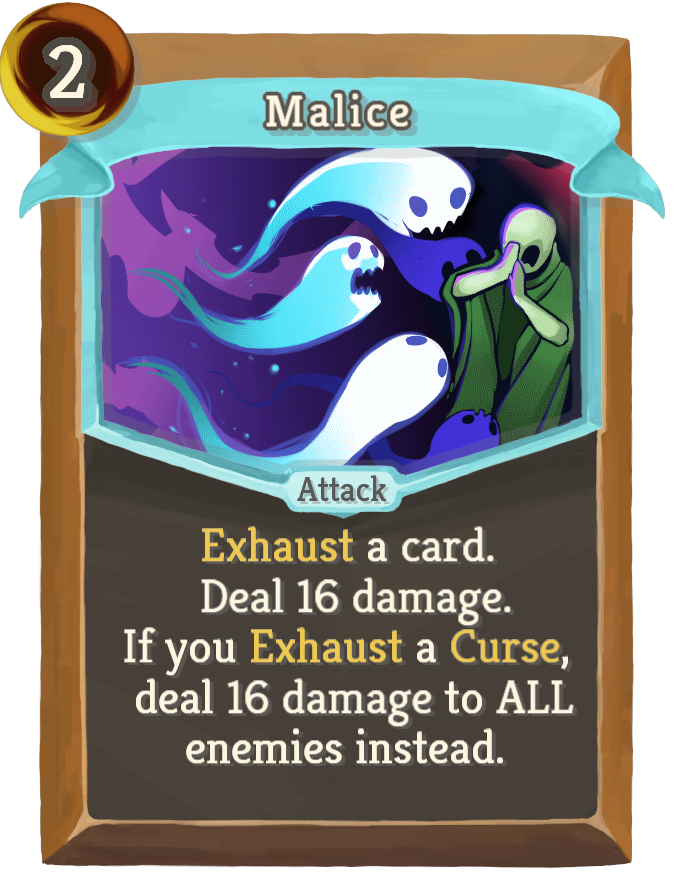 2
Malice
Attack
Exhaust a card.
Deal 16 damage.
If you Exhaust a Curse,
deal 16 damage to ALL
enemies instead.